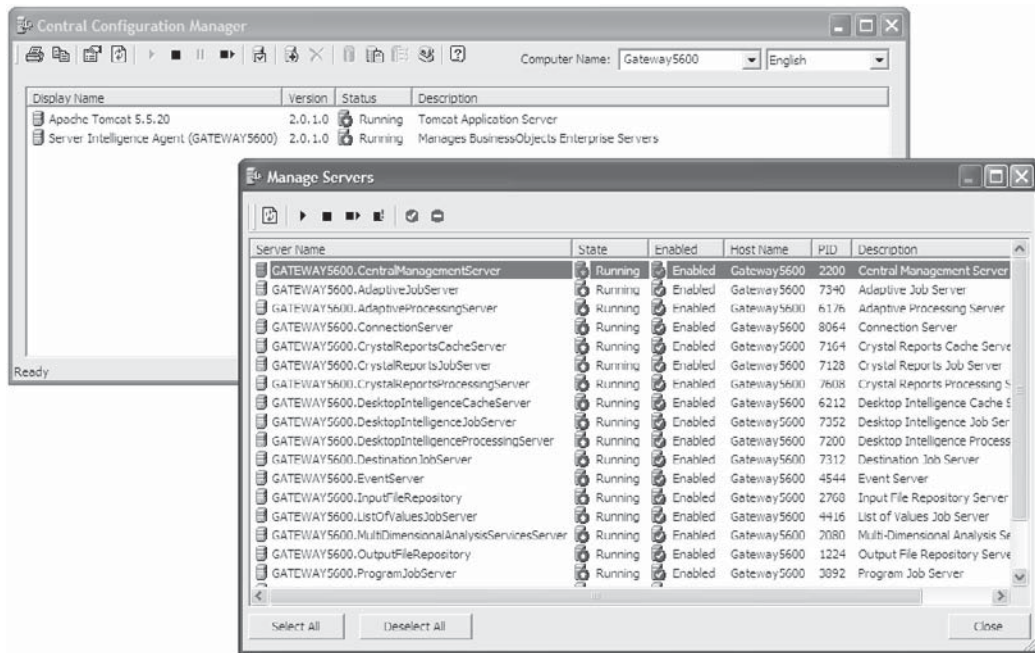 Central Configuration Manager
Computer Name: Gateway5600 English
Display Name Version Status Description
Apache Tomcat 5.5.20 2.0.1.0 Running Tomcat Application Server
Server Intelligence Agent (GATEWAY5600) 2.0.1.0 Running Manages BusinessObjects Enterprise Servers
Ready
Manage Servers
Server Name State Enabled Host Name PID Description
GATEWAY5600.CentralManagementServer Running Enabled Gateway5600 2200 Central Management Server
GATEWAY5600.AdaptiveJobServer Running Enabled Gateway5600 7340 Adaptive Job Server
GATEWAY5600.AdaptiveProcessingServer Running Enabled Gateway5600 6176 Adaptive Processing Server
GATEWAY5600.ConnectionServer Running Enabled Gateway5600 8064 Connection Server
GATEWAY5600.CrystalReportsCacheServer Running Enabled Gateway5600 7164 Crystal Reports Cache Serve
GATEWAY5600.CrystalReportsJobServer Running Enabled Gateway5600 7128 Crystal Reports Job Server
GATEWAY5600.CrystalReportsProcessingServer Running Enabled Gateway5600 7608 Crystal Reports Processing S
GATEWAY5600.DesktopIntelligenceCacheServer Running Enabled Gateway5600 6212 Desktop Intelligence Cache S
GATEWAY5600.DesktopIntelligenceJobServer Running Enabled Gateway5600 7352 Desktop Intelligence Job Ser
GATEWAY5600.DesktopIntelligenceProcessingServer Running Enabled Gateway5600 7200 Desktop Intelligence Process
GATEWAY5600.DestinationJobServer Running Enabled Gateway5600 7312 Destination Job Server
GATEWAY5600.EventServer Running Enabled Gateway5600 4544 Event Server
GATEWAY5600.InputFileRepository Running Enabled Gateway5600 2768 Input File Repository Server
GATEWAY5600.ListOfValuesJobServer Running Enabled Gateway5600 4416 List of Values Job Server
GATEWAY5600.MultiDimensionalAnalysisServicesServer Running Enabled Gateway5600 2080 Multi-Dimensional Analysis Se
GATEWAY5600.OutputFileRepository Running Enabled Gateway5600 1224 Output File Repository Serve
GATEWAY5600.ProgramJobServer Running Enabled Gateway5600 3892 Program Job Server
Select All Deselect All Close